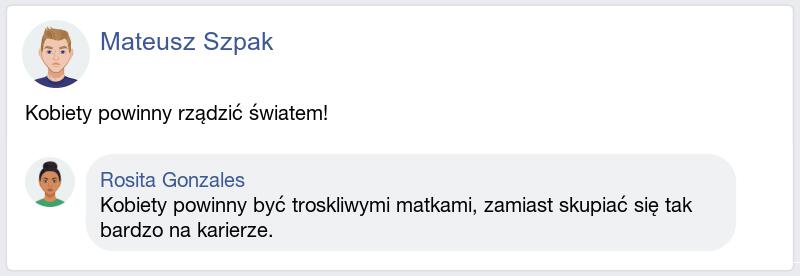 Mateusz Szpak
Kobiety powinny rządzić światem!
Rosita Gonzales
Kobiety powinny być troskliwymi matkami, zamiast skupiać się tak
bardzo na karierze.